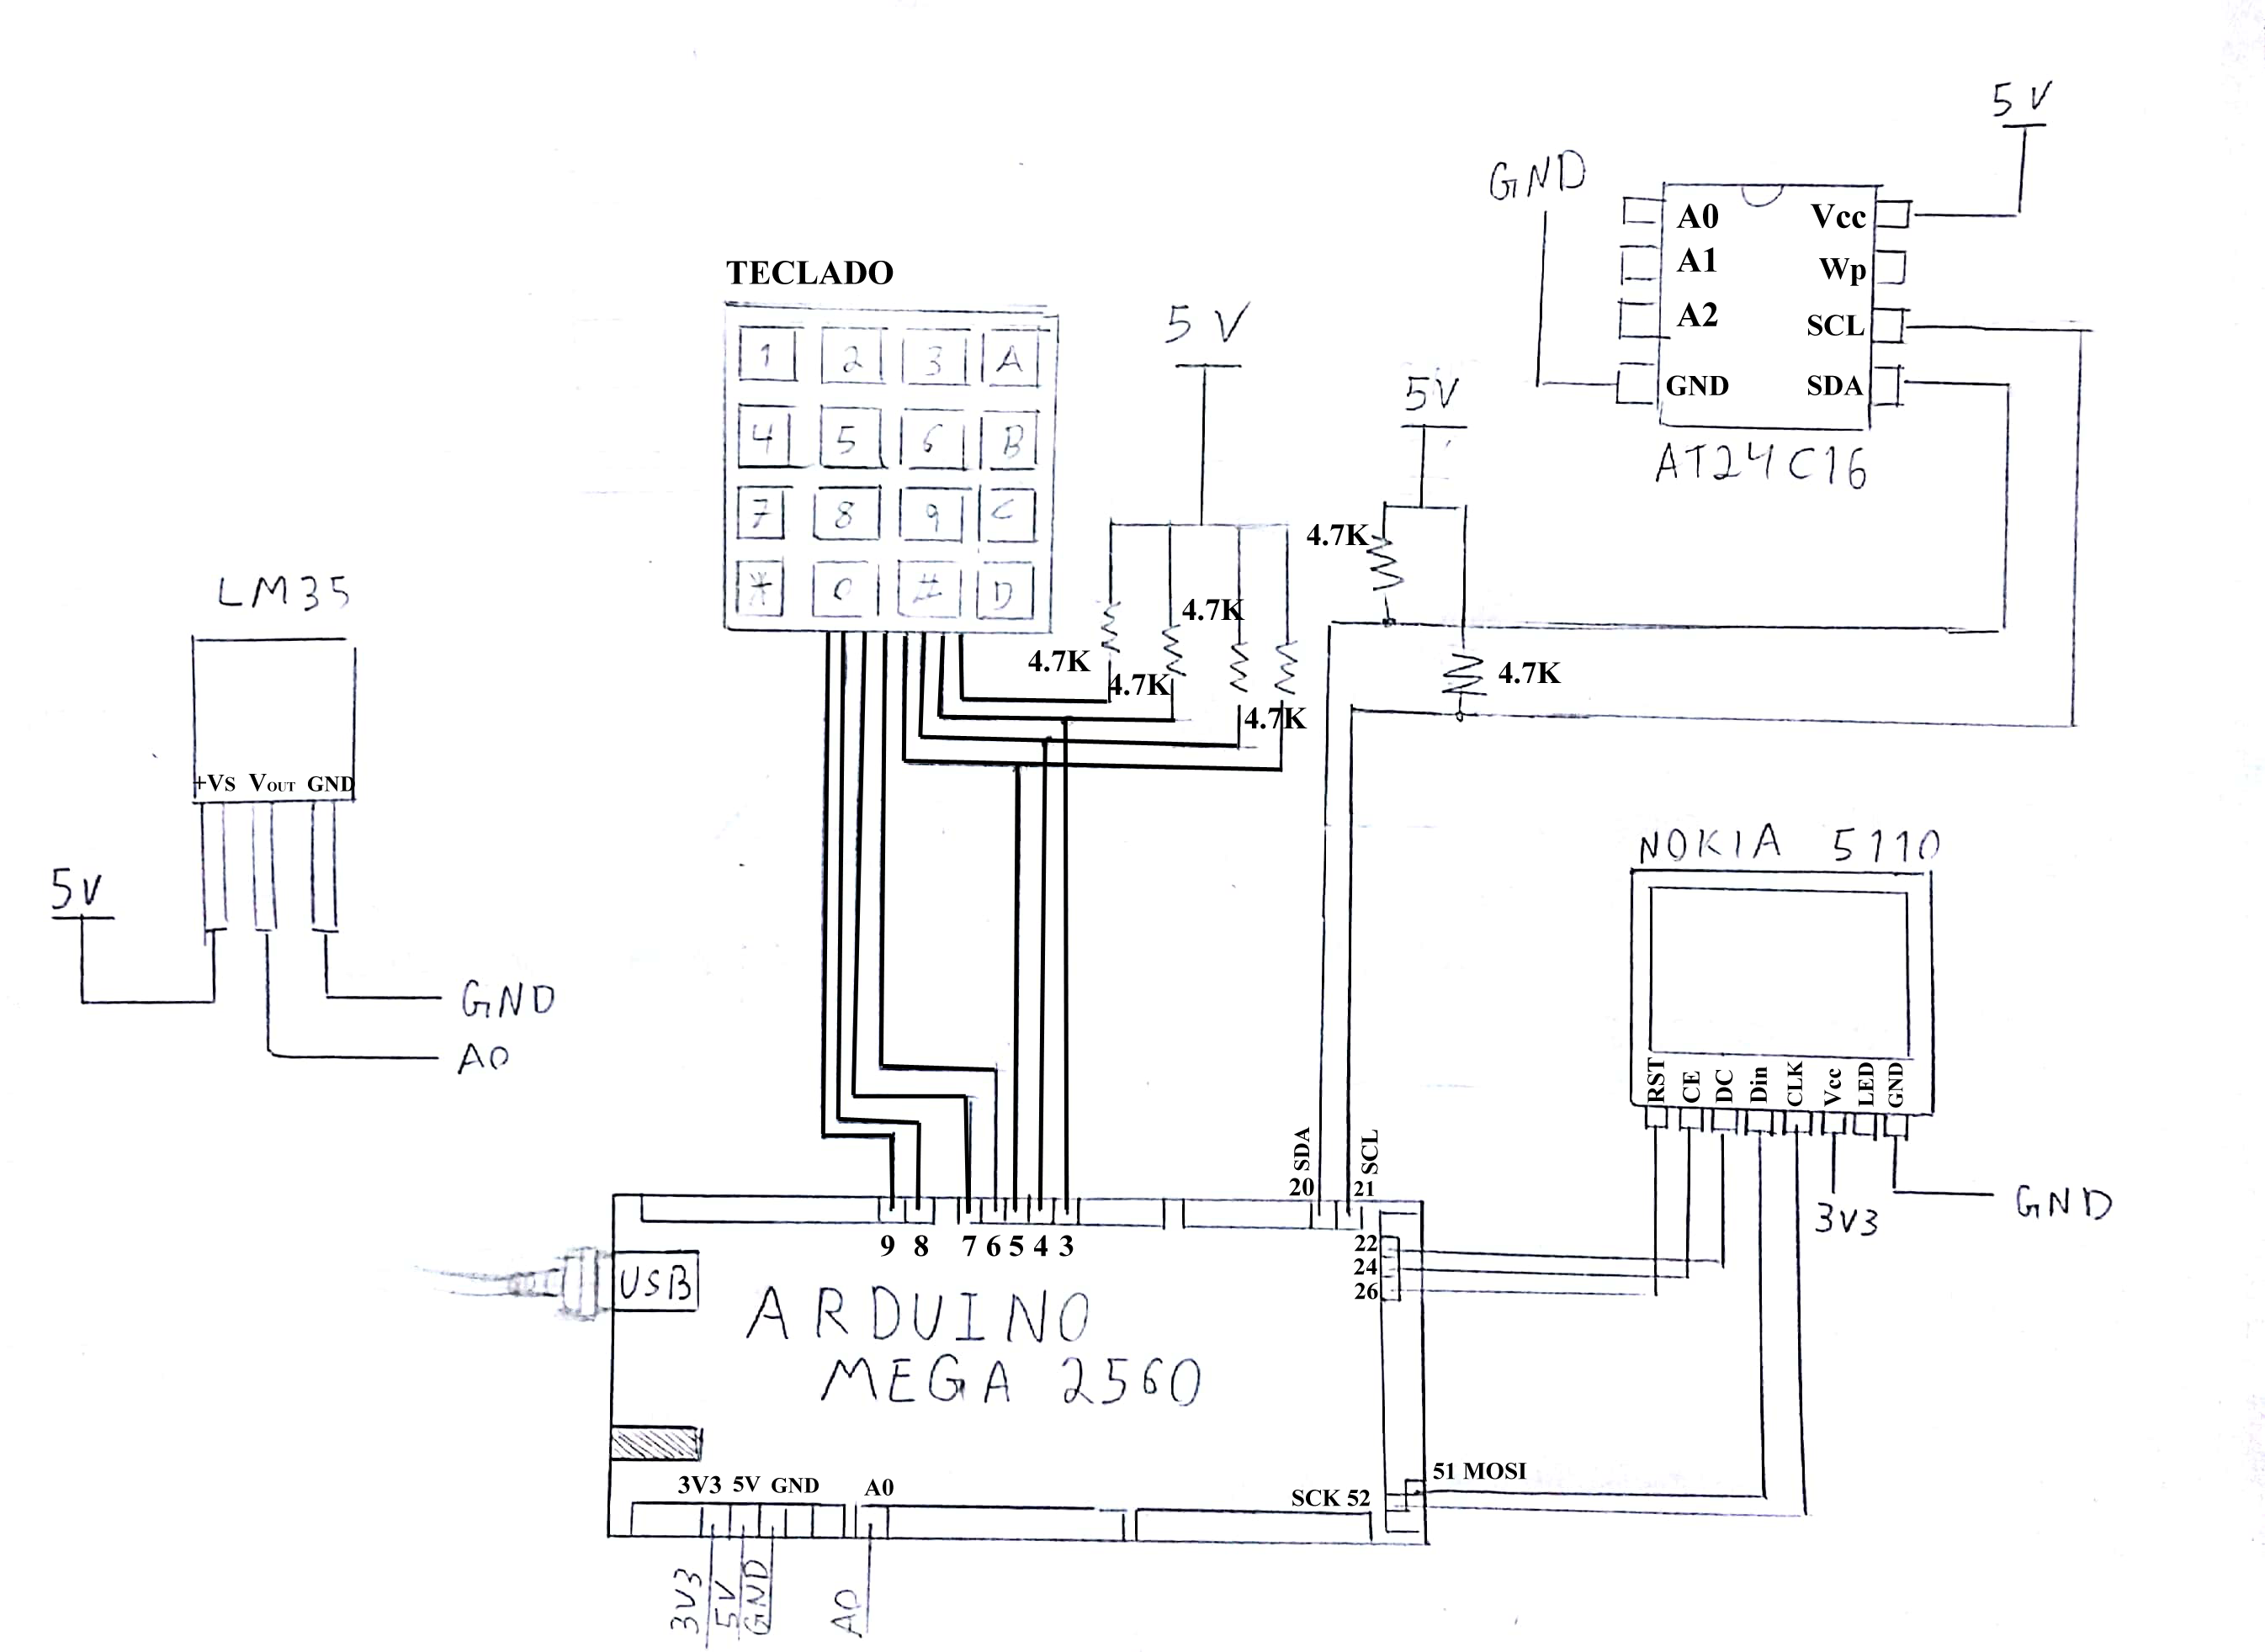 5 V
GND
A0 Vcc
A1 Wp
A2 SCL
GND SDA
AT24C16
TECLADO
1 2 3 A
4 5 6 B
7 8 9 C
* 0 # D
5 V
4.7K
4.7K
4.7K
4.7K
5V
4.7K
4.7K
LM35
+VS VOUT GND
5V
GND
A0
NOKIA 5110
RST CE DC Din CLK Vcc LED GND
3V3
GND
SDA SCL
20 21
9 8 7 6 5 4 3
22
24
26
USB
ARDUINO
MEGA 2560
51 MOSI
SCK 52
3V3 5V GND A0
3V3 5V GND A0